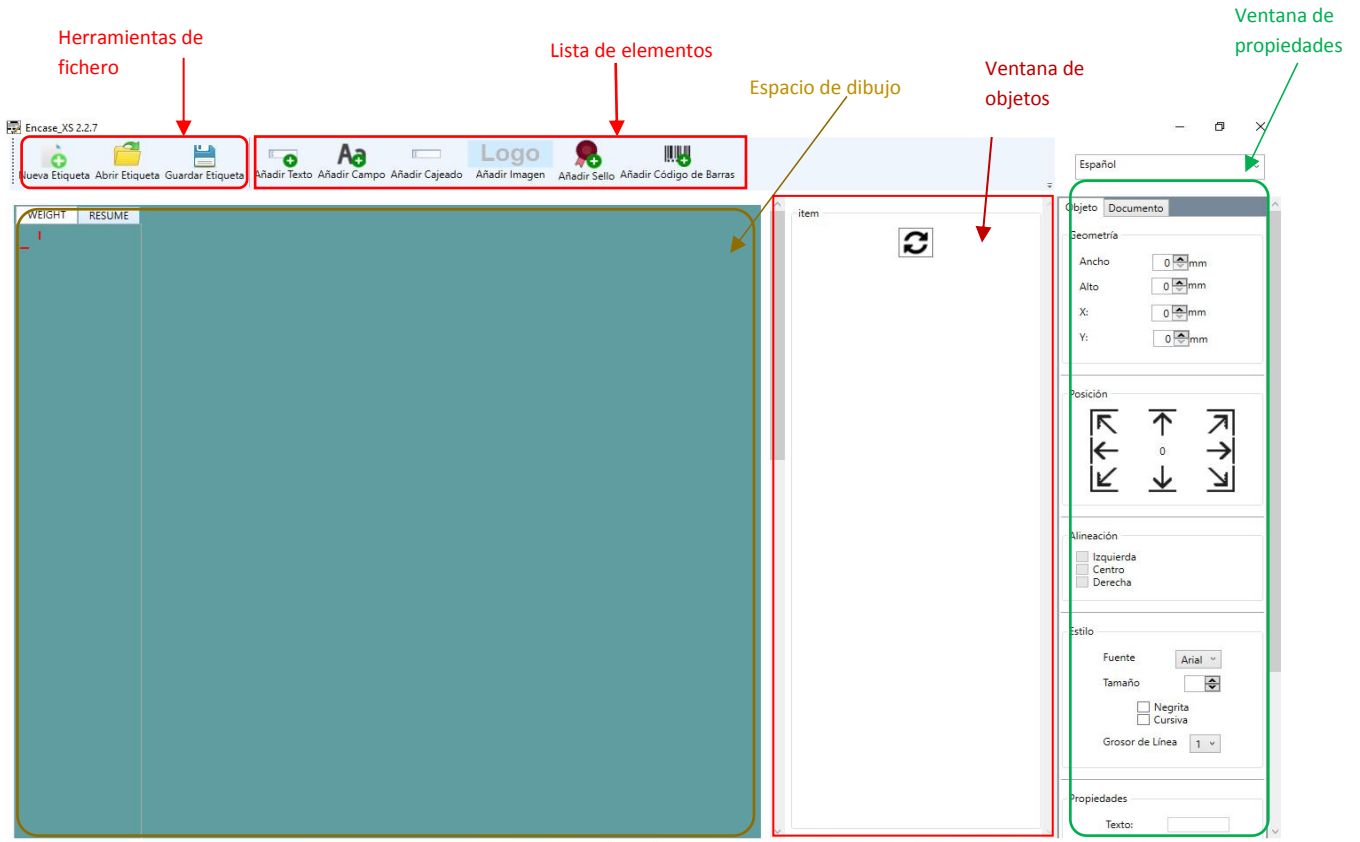 Ventana de
propiedades
Herramientas de
fichero
Lista de elementos
Ventana de
objetos
Espacio de dibujo
Encase_XS 2.2.7
Nueva Etiqueta Abrir Etiqueta Guardar Etiqueta Añadir Texto Añadir Campo Añadir Cajeado Logo Añadir Imagen Añadir Sello Añadir Código de Barras
Español
WEIGHT RESUME
item
Objeto Documento
Geometría
Ancho 0 mm
Alto 0 mm
X: 0 mm
Y: 0 mm
Posición
0
Alineación
Izquierda
Centro
Derecha
Estilo
Fuente Arial
Tamaño
Negrita
Cursiva
Grosor de Línea 1
Propiedades
Texto: